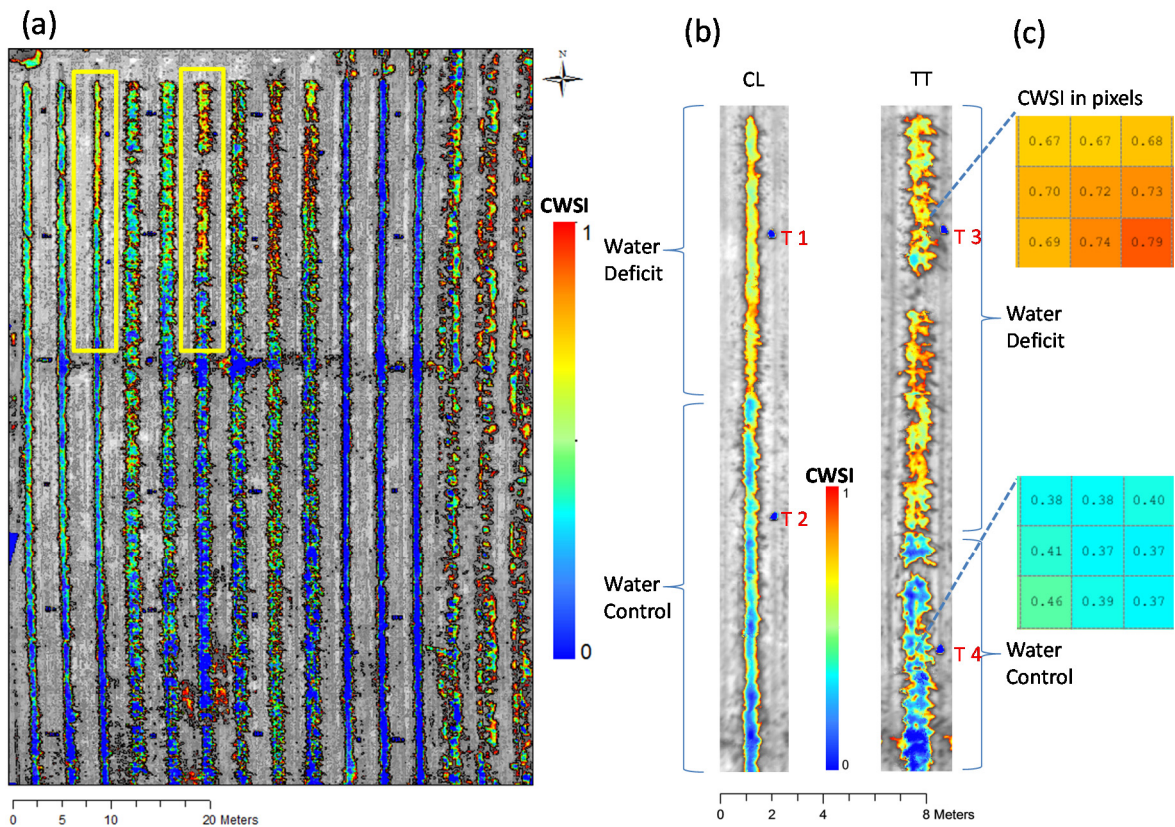 (a)
(b)
(c)
N
CL
TT
CWSI in pixels
0.67 0.67 0.68
0.70 0.72 0.73
0.69 0.74 0.79
CWSI
1
0
Water
Deficit
T 1
T 3
Water
Deficit
CWSI
1
0
T 2
Water
Control
0.38 0.38 0.40
0.41 0.37 0.37
0.46 0.39 0.37
T 4
Water
Control
0 5 10 20 Meters
0 2 4 8 Meters